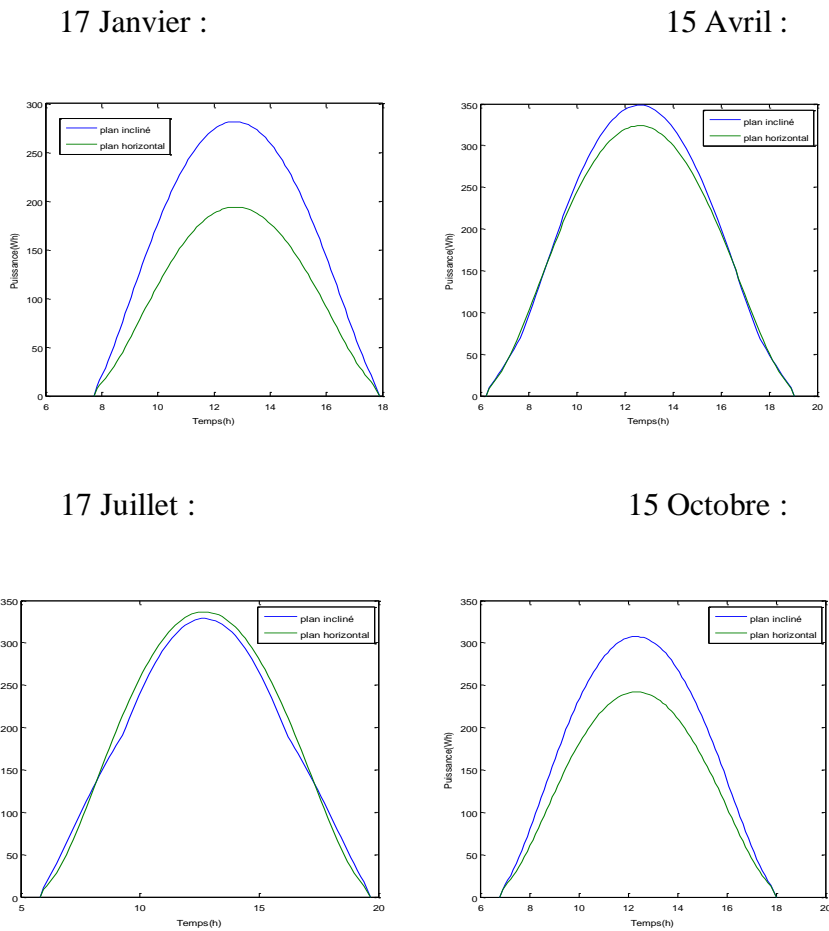 17 Janvier :
15 Avril :
300
250
200
150
100
50
0
Puissance(Wh)
plan incliné
plan horizontal
6 8 10 12 14 16 18
Temps(h)
350
300
250
200
150
100
50
0
Puissance(Wh)
plan incliné
plan horizontal
6 8 10 12 14 16 18 20
Temps(h)
17 Juillet :
15 Octobre :
350
300
250
200
150
100
50
0
plan incliné
plan horizontal
5 10 15 20
Temps(h)
350
300
250
200
150
100
50
0
Puissance(Wh)
plan incliné
plan horizontal
6 8 10 12 14 16 18 20
Temps(h)